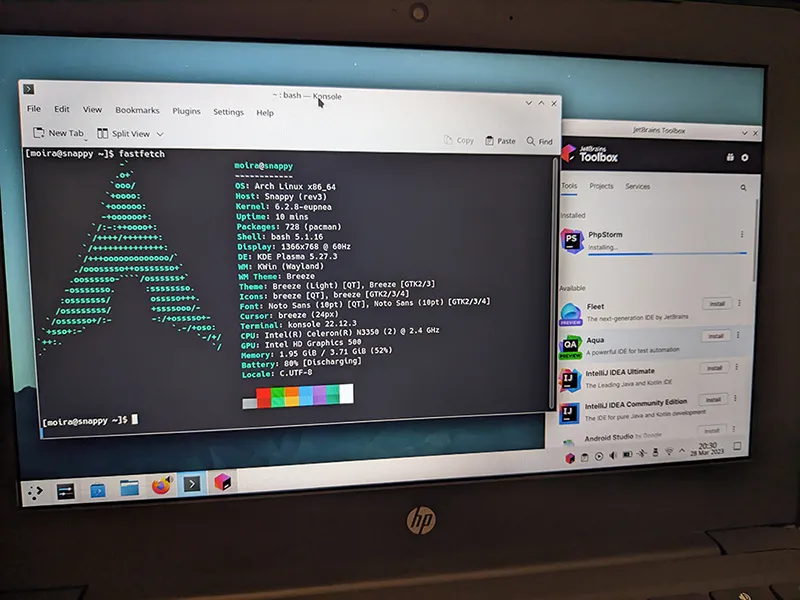 ~ : bash — Konsole
File Edit View Bookmarks Plugins Settings Help
New Tab Split View Copy Paste Find
[moira@snappy ~]$ fastfetch
moira@snappy
------------
OS: Arch Linux x86_64
Host: Snappy (rev3)
Kernel: 6.2.8-eupnea
Uptime: 10 mins
Packages: 728 (pacman)
Shell: bash 5.1.16
Display: 1366x768 @ 60Hz
DE: KDE Plasma 5.27.3
WM: KWin (Wayland)
WM Theme: Breeze
Theme: Breeze (Light) [QT], Breeze [GTK2/3]
Icons: breeze [QT], breeze [GTK2/3/4]
Font: Noto Sans (10pt) [QT], Noto Sans (10pt) [GTK2/3/4]
Cursor: breeze (24px)
Terminal: konsole 22.12.3
CPU: Intel(R) Celeron(R) N3350 (2) @ 2.4 GHz
GPU: Intel HD Graphics 500
Memory: 1.95 GiB / 3.71 GiB (52%)
Battery: 80% [Discharging]
Locale: C.UTF-8
[moira@snappy ~]$
JetBrains Toolbox
JetBrains
Toolbox
Tools Projects Services
Installed
PS
PhpStorm
Installing...
Available
Fleet
Install
The next-generation IDE by JetBrains
PREVIEW
QA
Aqua
Install
A powerful IDE for test automation
PREVIEW
IJ
IntelliJ IDEA Ultimate
Install
The Leading Java and Kotlin IDE
IJ
IntelliJ IDEA Community Edition
Install
The IDE for pure Java and Kotlin development
Android Studio by Google
Install
20:30
28 Mar 2023
hp